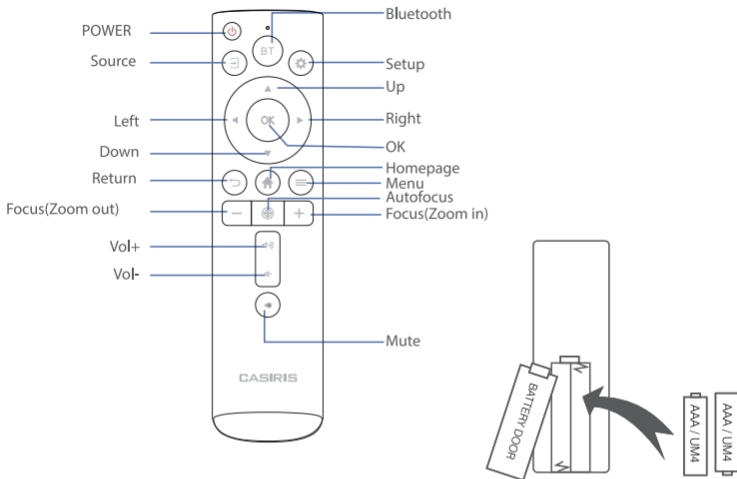 POWER
Source
Left
Down
Return
Focus(Zoom out)
Vol+
Vol-
BT
OK
CASIRIS
Bluetooth
Setup
Up
Right
OK
Homepage
Menu
Autofocus
Focus(Zoom in)
Mute
BATTERY DOOR
AAA / UM4
AAA / UM4